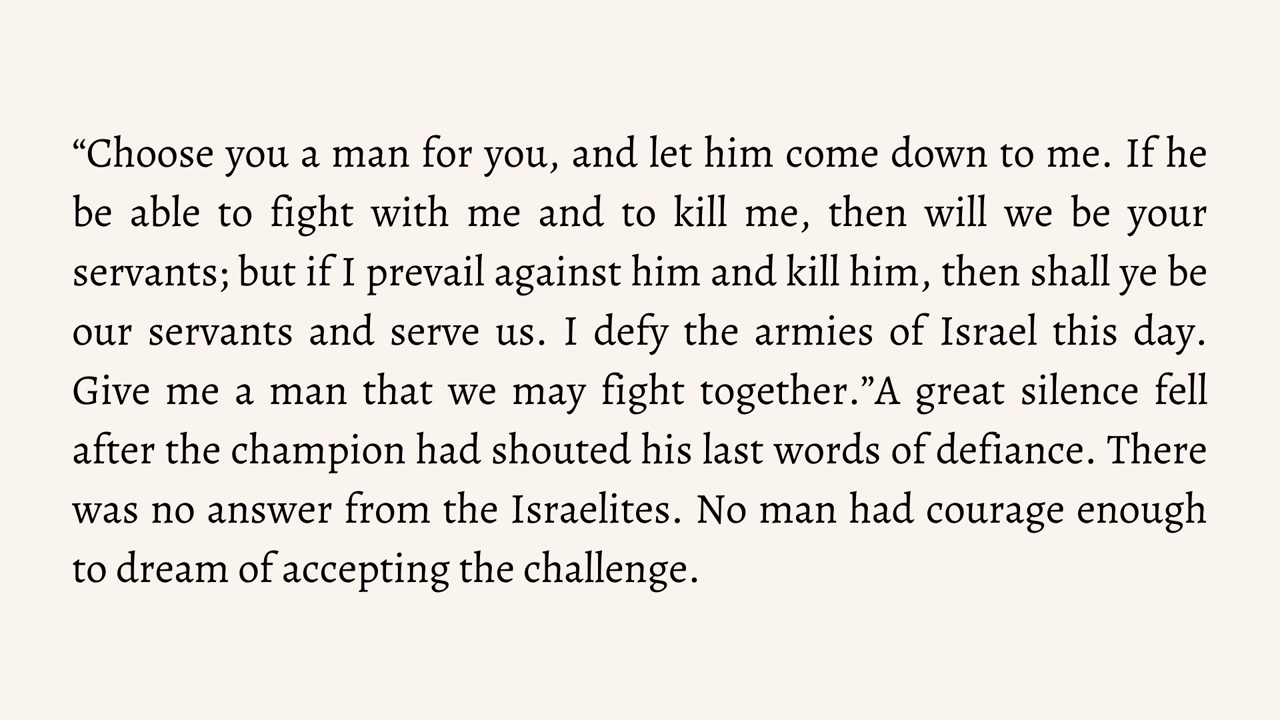 “Choose you a man for you, and let him come down to me. If he
be able to fight with me and to kill me, then will we be your
servants; but if I prevail against him and kill him, then shall ye be
our servants and serve us. I defy the armies of Israel this day.
Give me a man that we may fight together.”A great silence fell
after the champion had shouted his last words of defiance. There
was no answer from the Israelites. No man had courage enough
to dream of accepting the challenge.